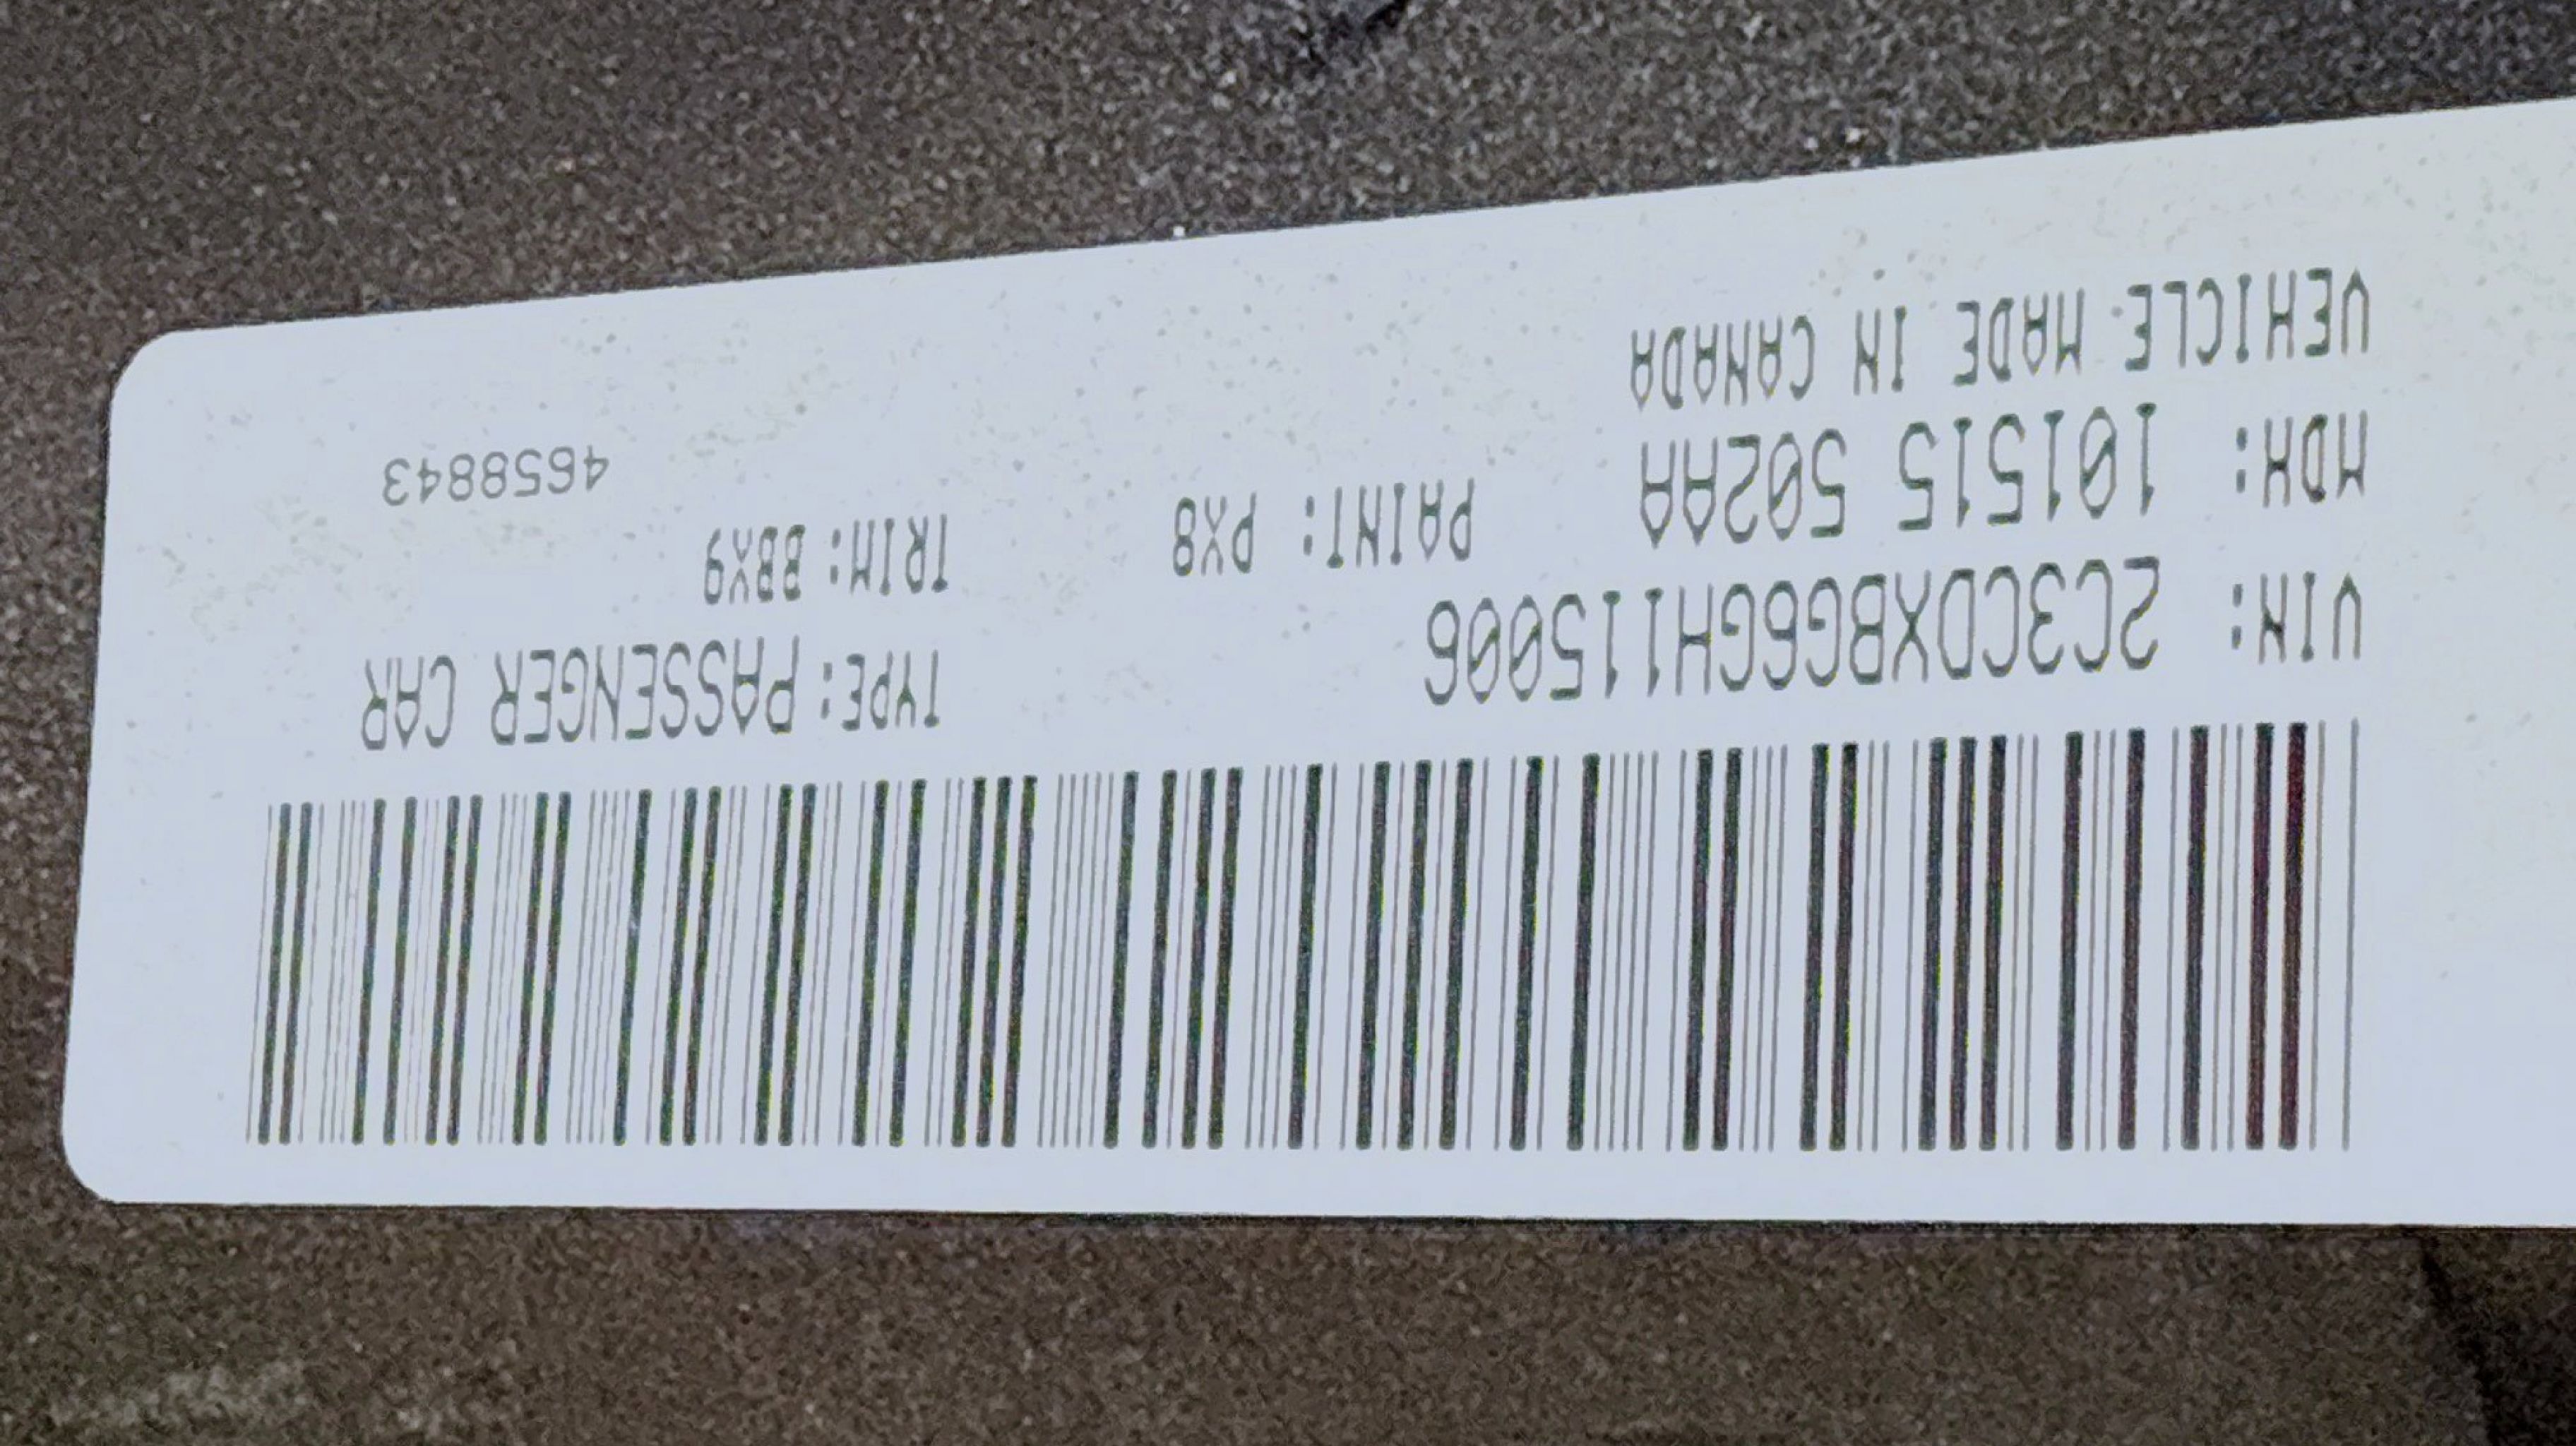 VIN: 2C3CDXBG6GH115006 TYPE: PASSENGER CAR
MDH: 101515 502AA PAINT: PX8 TRIM: BBX9
VEHICLE MADE IN CANADA 4658843